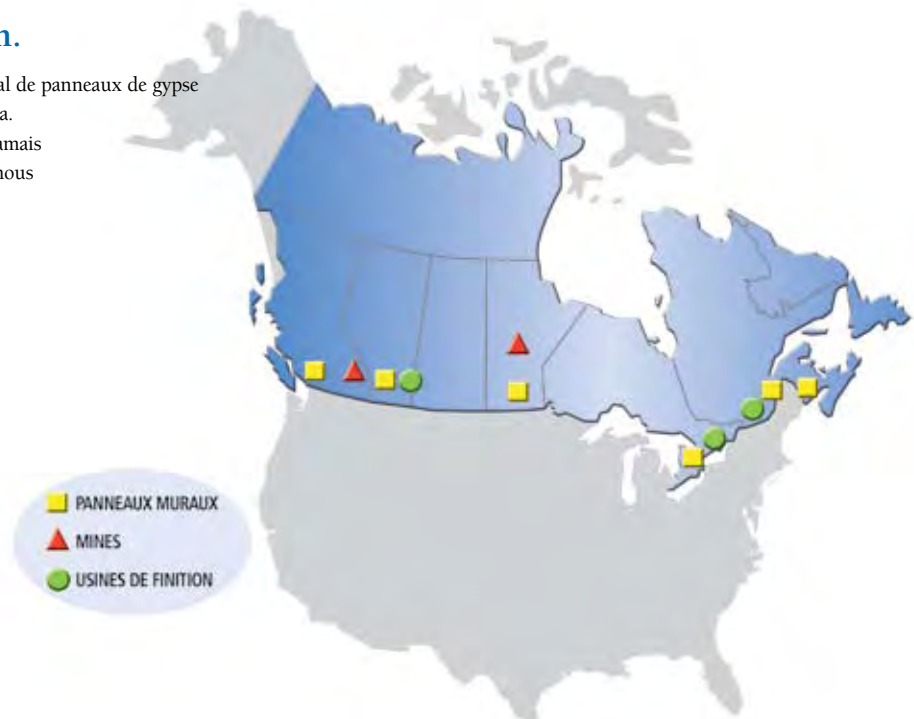 n.
al de panneaux de gypse
a.
amais
nous
PANNEAUX MURAUX
MINES
USINES DE FINITION